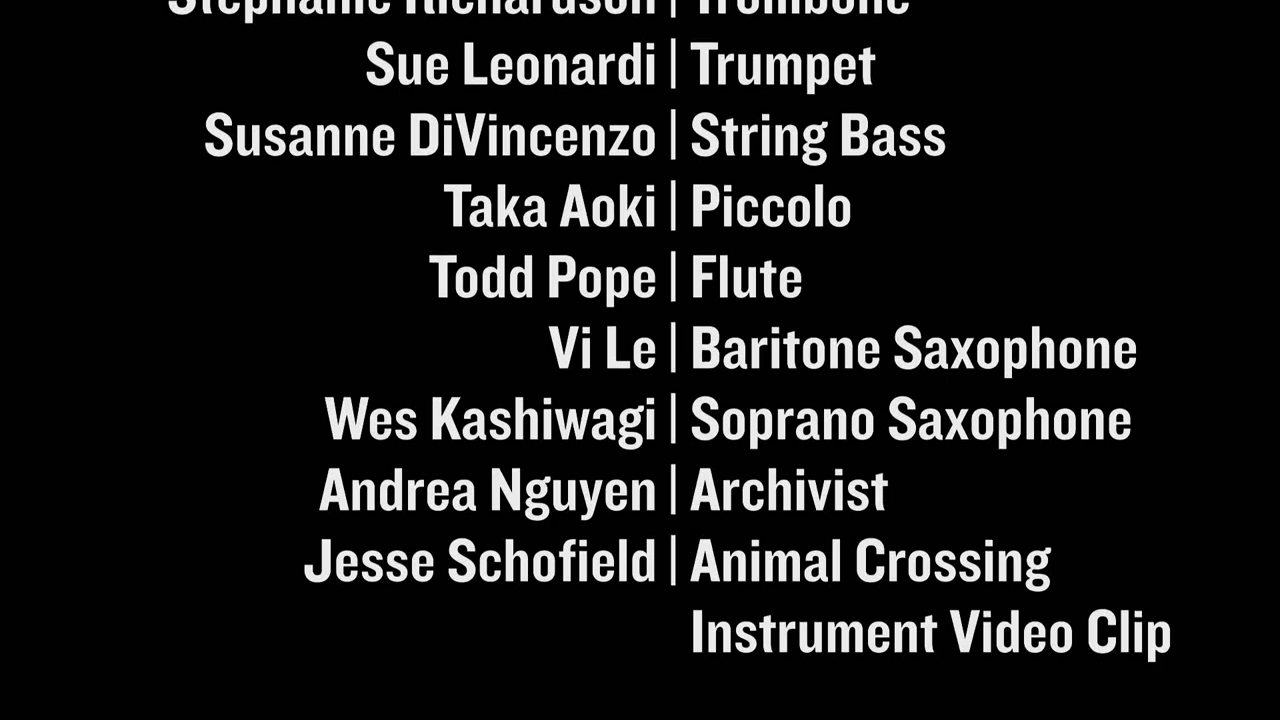 Stephanie Richardson | Trombone
Sue Leonardi | Trumpet
Susanne DiVincenzo | String Bass
Taka Aoki | Piccolo
Todd Pope | Flute
Vi Le | Baritone Saxophone
Wes Kashiwagi | Soprano Saxophone
Andrea Nguyen | Archivist
Jesse Schofield | Animal Crossing
Instrument Video Clip